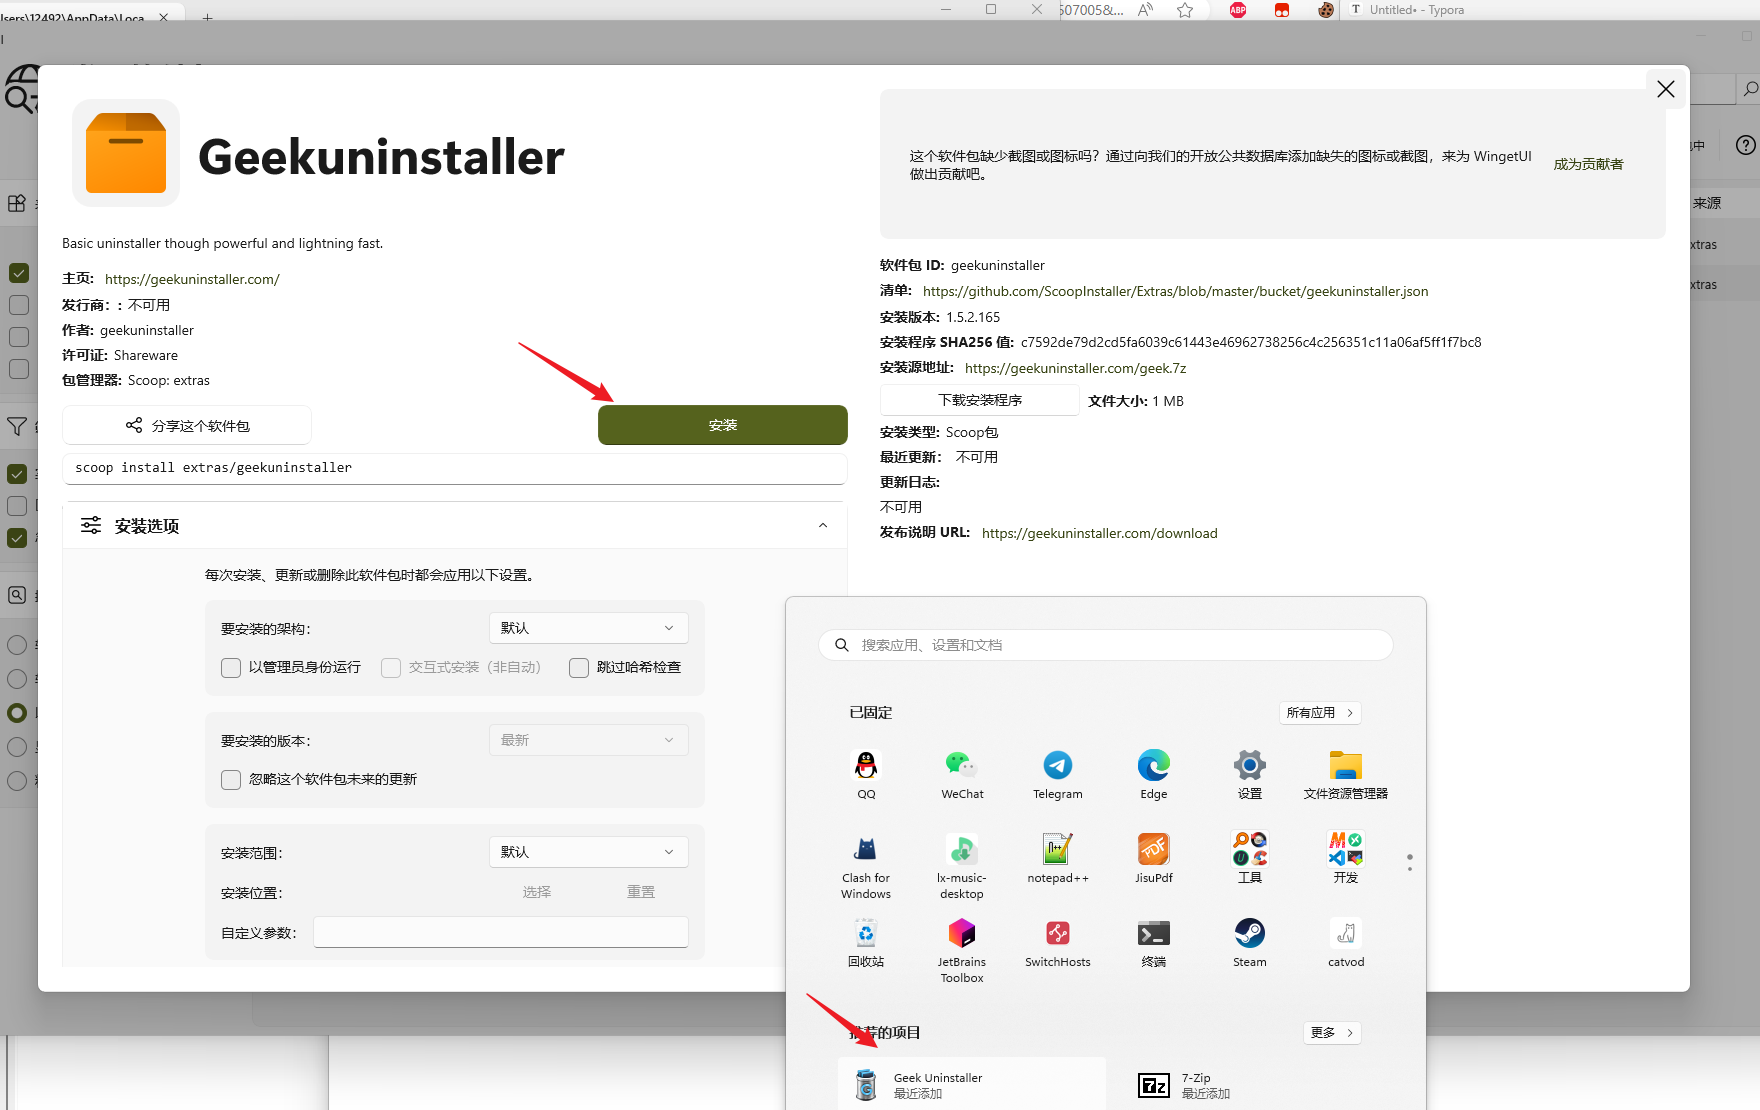 sers\12492\AppData\Loca
507005&...
ABP
Untitled• - Typora
Geekuninstaller
这个软件包缺少截图或图标吗？通过向我们的开放公共数据库添加缺失的图标或截图，来为 WingetUI
做出贡献吧。
成为贡献者
中
来源
xtras
xtras
Basic uninstaller though powerful and lightning fast.
主页: https://geekuninstaller.com/
发行商: : 不可用
作者: geekuninstaller
许可证: Shareware
包管理器: Scoop: extras
分享这个软件包
安装
scoop install extras/geekuninstaller
安装选项
每次安装、更新或删除此软件包时都会应用以下设置。
要安装的架构:
默认
以管理员身份运行
交互式安装（非自动）
跳过哈希检查
要安装的版本:
最新
忽略这个软件包未来的更新
安装范围:
默认
安装位置:
选择
重置
自定义参数:
软件包 ID: geekuninstaller
清单: https://github.com/ScoopInstaller/Extras/blob/master/bucket/geekuninstaller.json
安装版本: 1.5.2.165
安装程序 SHA256 值: c7592de79d2cd5fa6039c61443e46962738256c4c256351c11a06af5ff1f7bc8
安装源地址: https://geekuninstaller.com/geek.7z
下载安装程序
文件大小: 1 MB
安装类型: Scoop包
最近更新: 不可用
更新日志:
不可用
发布说明 URL: https://geekuninstaller.com/download
搜索应用、设置和文档
已固定
所有应用
QQ
WeChat
Telegram
Edge
设置
文件资源管理器
Clash for
Windows
lx-music-
desktop
notepad++
JisuPdf
工具
开发
回收站
JetBrains
Toolbox
SwitchHosts
终端
Steam
catvod
推荐的项目
更多
Geek Uninstaller
最近添加
7z
7-Zip
最近添加